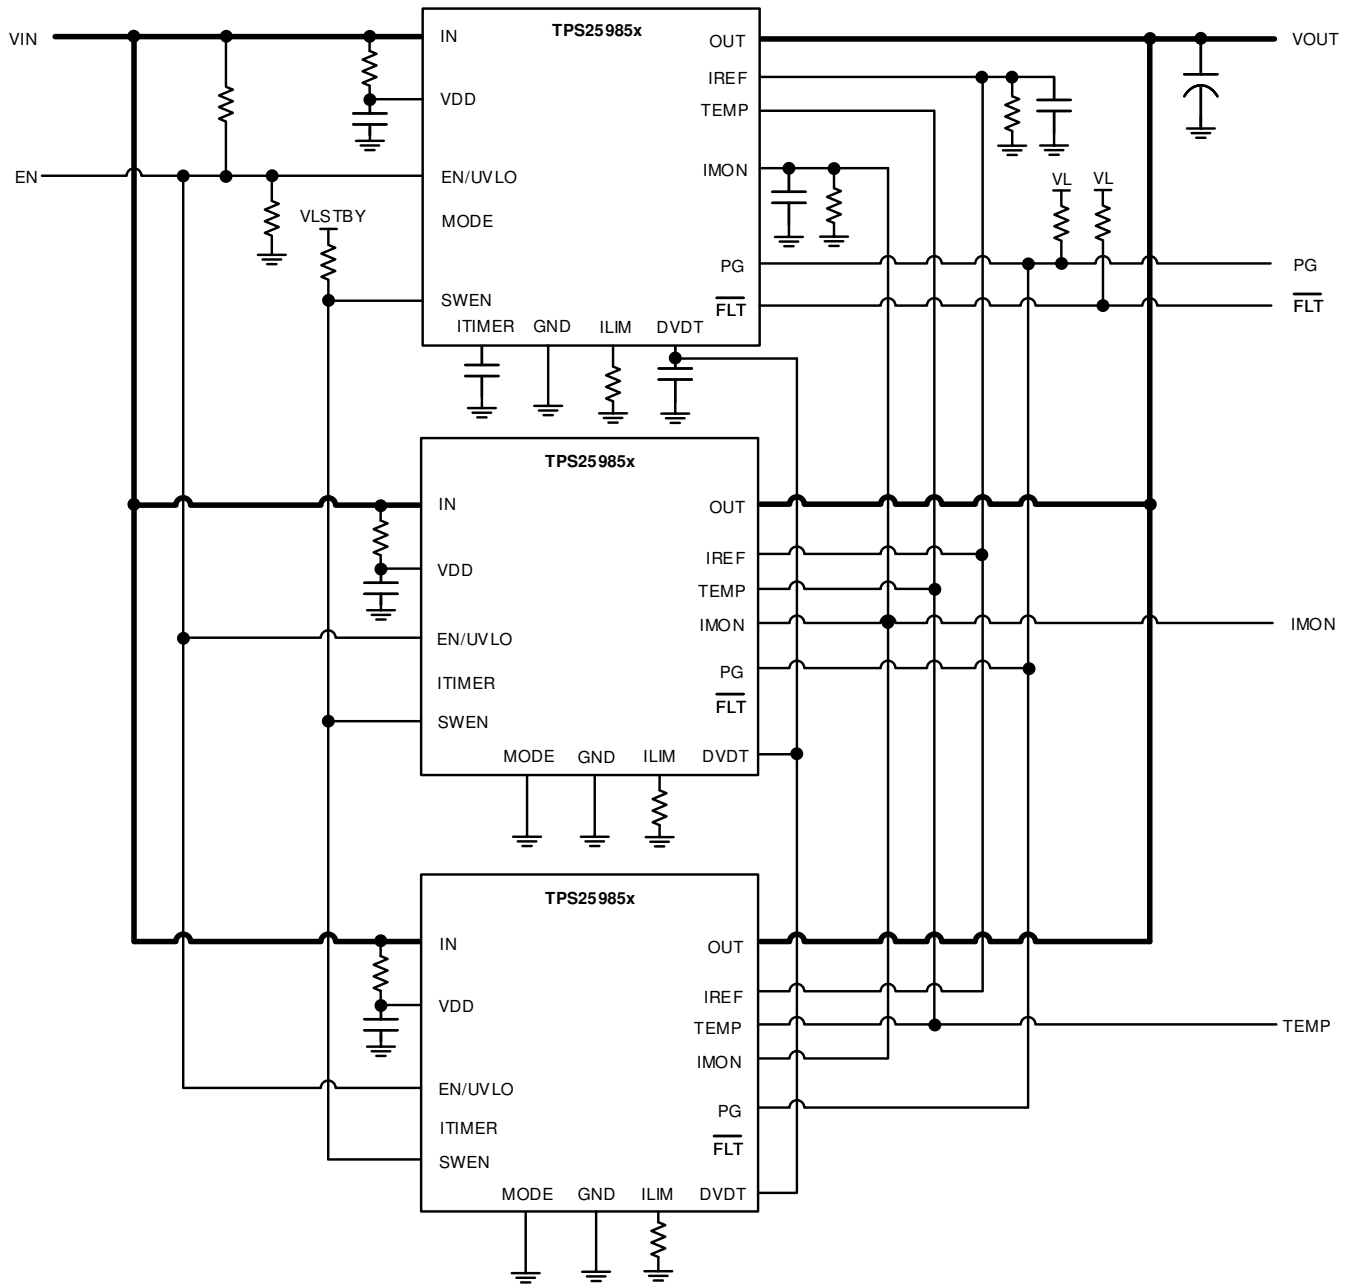 TPS25985x
VIN
IN
OUT
VOUT
IREF
VDD
TEMP
IMON
EN
EN/UVLO
VL
VL
VLSTBY
MODE
PG
PG
SWEN
FLT
FLT
ITIMER
GND
ILIM
DVDT
TPS25985x
IN
OUT
IREF
VDD
TEMP
IMON
IMON
EN/UVLO
PG
ITIMER
FLT
SWEN
MODE
GND
ILIM
DVDT
TPS25985x
IN
OUT
IREF
VDD
TEMP
TEMP
IMON
EN/UVLO
PG
ITIMER
FLT
SWEN
MODE
GND
ILIM
DVDT